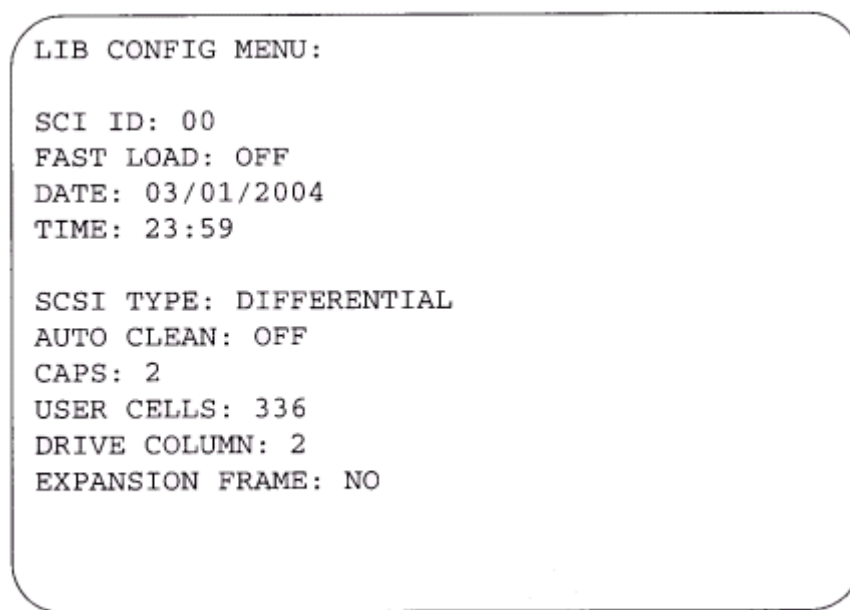 LIB CONFIG MENU:
SCI ID: 00
FAST LOAD: OFF
DATE: 03/01/2004
TIME: 23:59
SCSI TYPE: DIFFERENTIAL
AUTO CLEAN: OFF
CAPS: 2
USER CELLS: 336
DRIVE COLUMN: 2
EXPANSION FRAME: NO